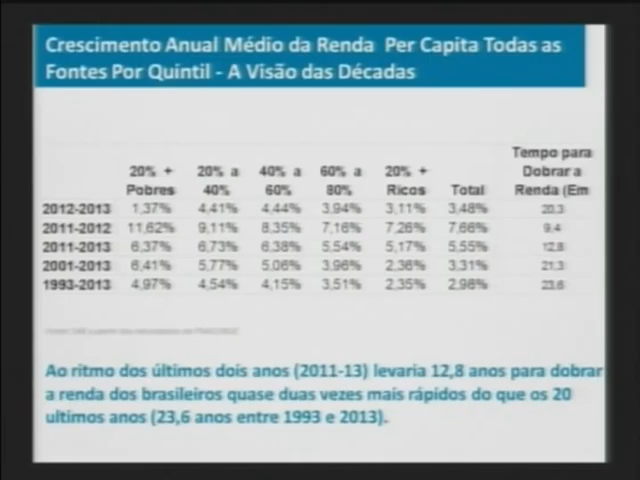 Crescimento Anual Médio da Renda Per Capita Todas as
Fontes Por Quintil - A Visão das Décadas
Tempo para
20% + 20% a 40% a 60% a 20% + Dobrar a
Pobres 40% 60% 80% Ricos Total Renda (Em
2012-2013 1,37% 4,41% 4,44% 3,94% 3,11% 3,48% 20,3
2011-2012 11,62% 9,11% 8,35% 7,16% 7,26% 7,66% 9,4
2011-2013 6,37% 6,73% 6,38% 5,54% 5,17% 5,55% 12,8
2001-2013 6,41% 5,77% 5,06% 3,96% 2,36% 3,31% 21,3
1993-2013 4,97% 4,54% 4,15% 3,51% 2,35% 2,98% 23,6
Ao ritmo dos últimos dois anos (2011-13) levaria 12,8 anos para dobrar
a renda dos brasileiros quase duas vezes mais rápidos do que os 20
ultimos anos (23,6 anos entre 1993 e 2013).